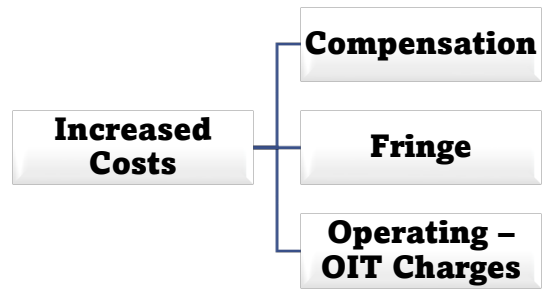 Compensation
Increased
Costs
Fringe
Operating –
OIT Charges